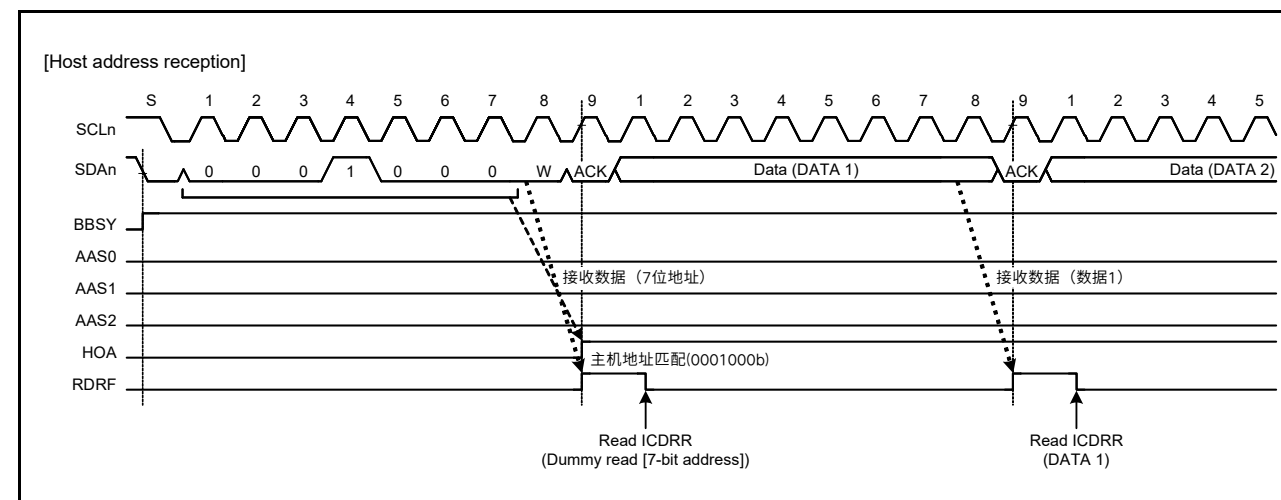 [Host address reception]
S 1 2 3 4 5 6 7 8 9 1 2 3 4 5 6 7 8 9 1 2 3 4 5
SCLn
SDAn 0 0 0 1 0 0 0 W ACK Data (DATA 1) ACK Data (DATA 2)
BBSY
AAS0
接收数据（7位地址） 接收数据（数据1）
AAS1
AAS2
HOA
主机地址匹配(0001000b)
RDRF
Read ICDRR Read ICDRR
(Dummy read [7-bit address]) (DATA 1)